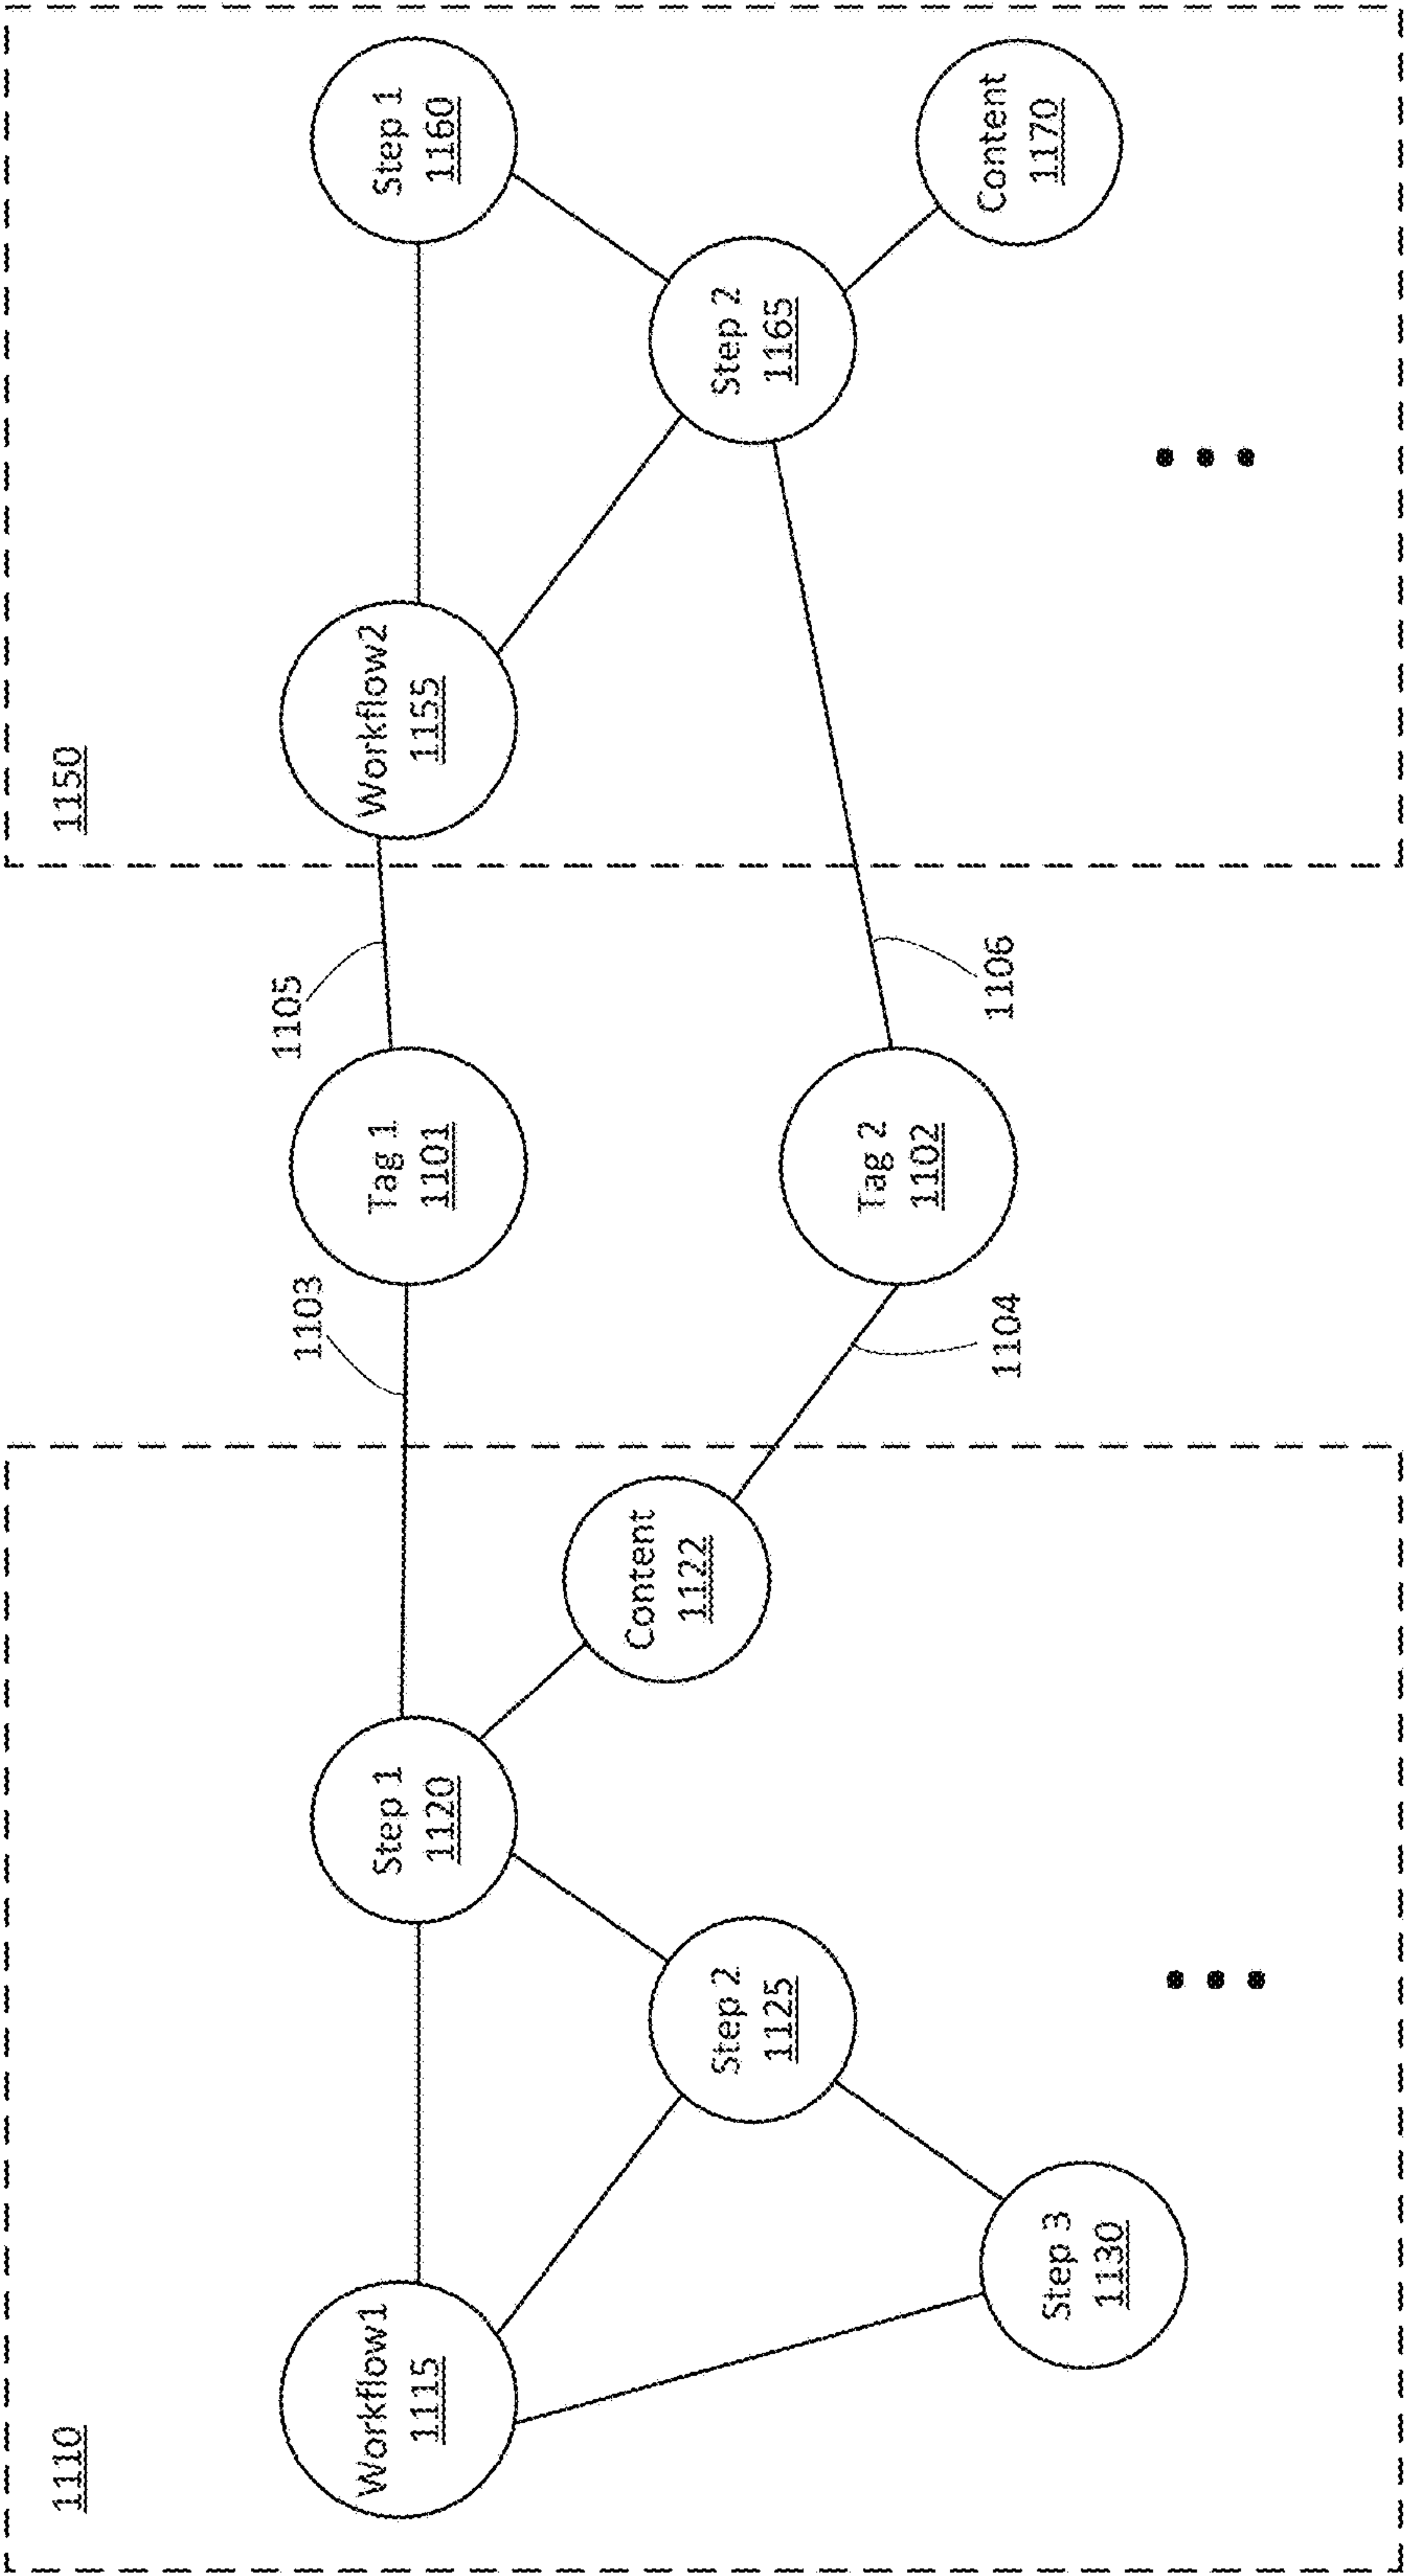 1110
Workflow1
1115
Step 1
1120
Step 2
1125
Step 3
1130
Content
1122
1103
1104
Tag 1
1101
Tag 2
1102
1105
1106
1150
Workflow2
1155
Step 1
1160
Step 2
1165
Content
1170